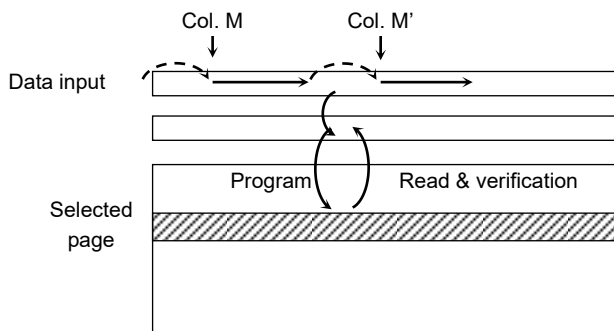 Col. M
Col. M’
Data input
Program
Read & verification
Selected
page